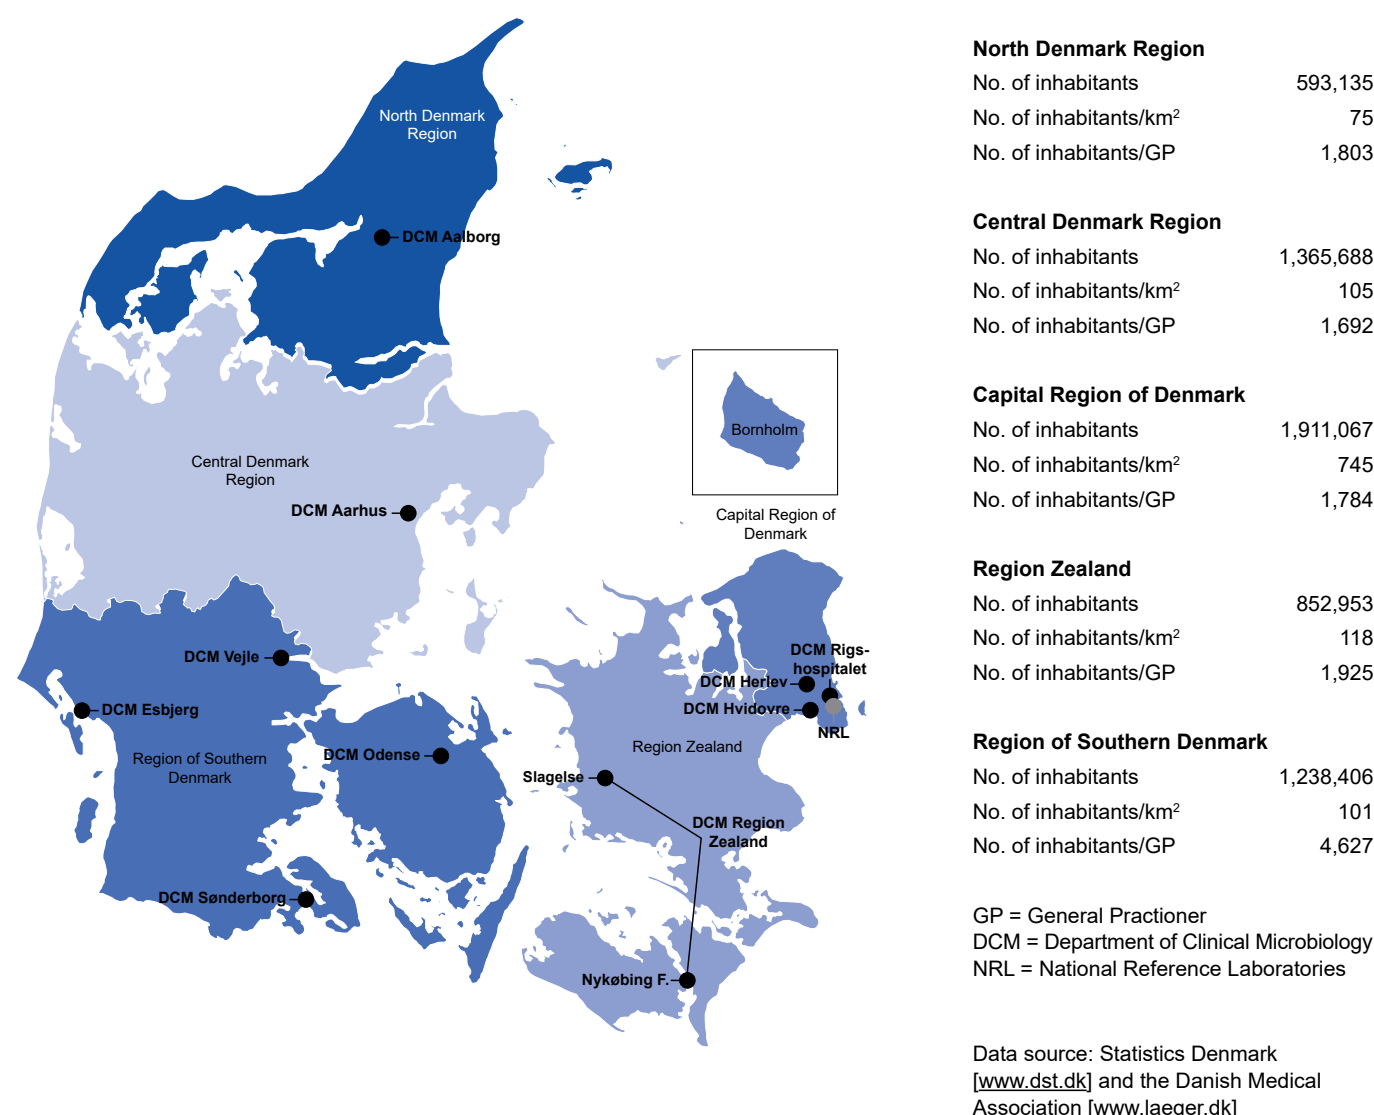 North Denmark
Region
DCM Aalborg
Central Denmark
Region
DCM Aarhus
Bornholm
Capital Region of
Denmark
DCM Vejle
DCM Esbjerg
Region of Southern
Denmark
DCM Odense
DCM Sønderborg
DCM Rigs-
hospitalet
DCM Herlev
DCM Hvidovre
NRL
Region Zealand
Slagelse
DCM Region
Zealand
Nykøbing F.
North Denmark Region
No. of inhabitants 593,135
No. of inhabitants/km² 75
No. of inhabitants/GP 1,803
Central Denmark Region
No. of inhabitants 1,365,688
No. of inhabitants/km² 105
No. of inhabitants/GP 1,692
Capital Region of Denmark
No. of inhabitants 1,911,067
No. of inhabitants/km² 745
No. of inhabitants/GP 1,784
Region Zealand
No. of inhabitants 852,953
No. of inhabitants/km² 118
No. of inhabitants/GP 1,925
Region of Southern Denmark
No. of inhabitants 1,238,406
No. of inhabitants/km² 101
No. of inhabitants/GP 4,627
GP = General Practioner
DCM = Department of Clinical Microbiology
NRL = National Reference Laboratories
Data source: Statistics Denmark
[www.dst.dk] and the Danish Medical
Association [www.laeger.dk]